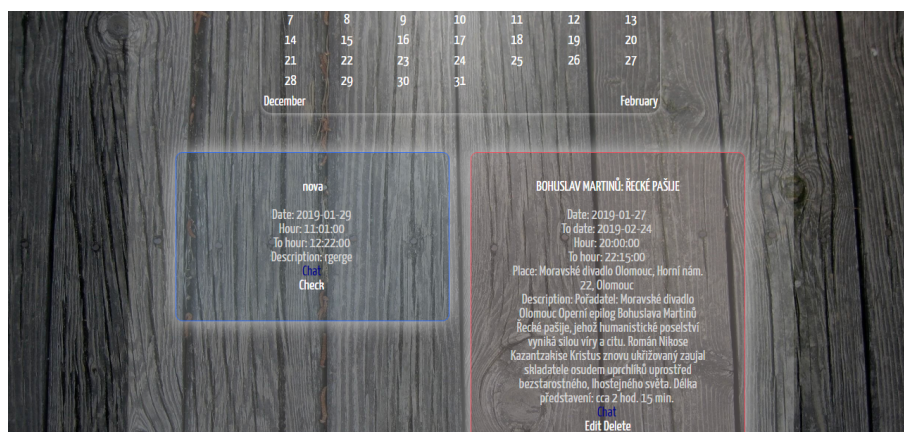 7 8 9 10 11 12 13
14 15 16 17 18 19 20
21 22 23 24 25 26 27
28 29 30 31
December February
nova
Date: 2019-01-29
Hour: 11:01:00
To hour: 12:22:00
Description: rgerge
Chat
Check
BOHUSLAV MARTINŮ: ŘECKÉ PAŠIJE
Date: 2019-01-27
To date: 2019-02-24
Hour: 20:00:00
To hour: 22:15:00
Place: Moravské divadlo Olomouc, Horní nám.
22, Olomouc
Description: Pořadatel: Moravské divadlo
Olomouc Operní epilog Bohuslava Martinů
Řecké pašije, jehož humanistické poselství
vyniká silou víry a citu. Román Nikose
Kazantzakise Kristus znovu ukřižovaný zaujal
skladatele osudem uprchlíků uprostřed
bezstarostného, lhostejného světa. Délka
představení: cca 2 hod. 15 min.
Chat
Edit Delete